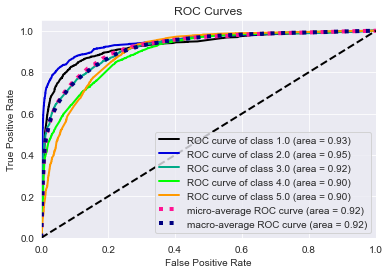 ROC Curves
True Positive Rate
1.0
0.8
0.6
0.4
0.2
0.0
ROC curve of class 1.0 (area = 0.93)
ROC curve of class 2.0 (area = 0.95)
ROC curve of class 3.0 (area = 0.92)
ROC curve of class 4.0 (area = 0.90)
ROC curve of class 5.0 (area = 0.90)
micro-average ROC curve (area = 0.92)
macro-average ROC curve (area = 0.92)
0.0 0.2 0.4 0.6 0.8 1.0
False Positive Rate